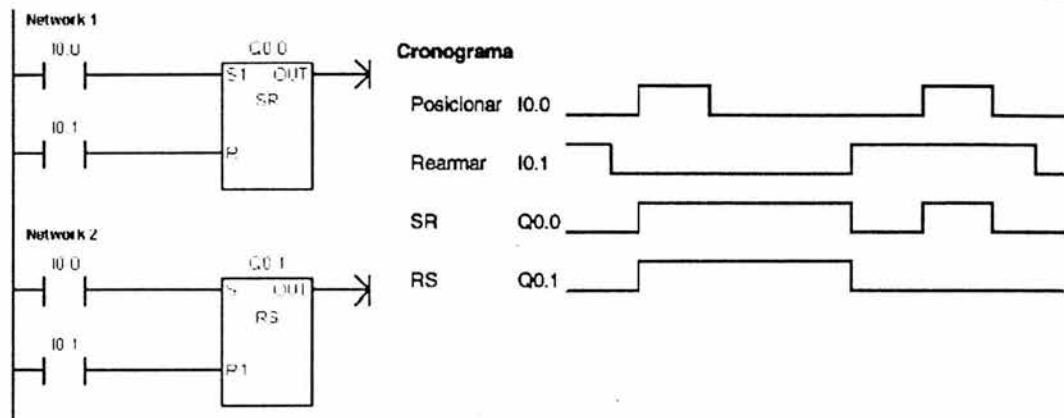 Network 1
I0.0
Q0.0
S1 OUT
SR
I0.1
R
Network 2
I0.0
Q0.1
S OUT
RS
I0.1
R1
Cronograma
Posicionar I0.0
Rearmar I0.1
SR Q0.0
RS Q0.1